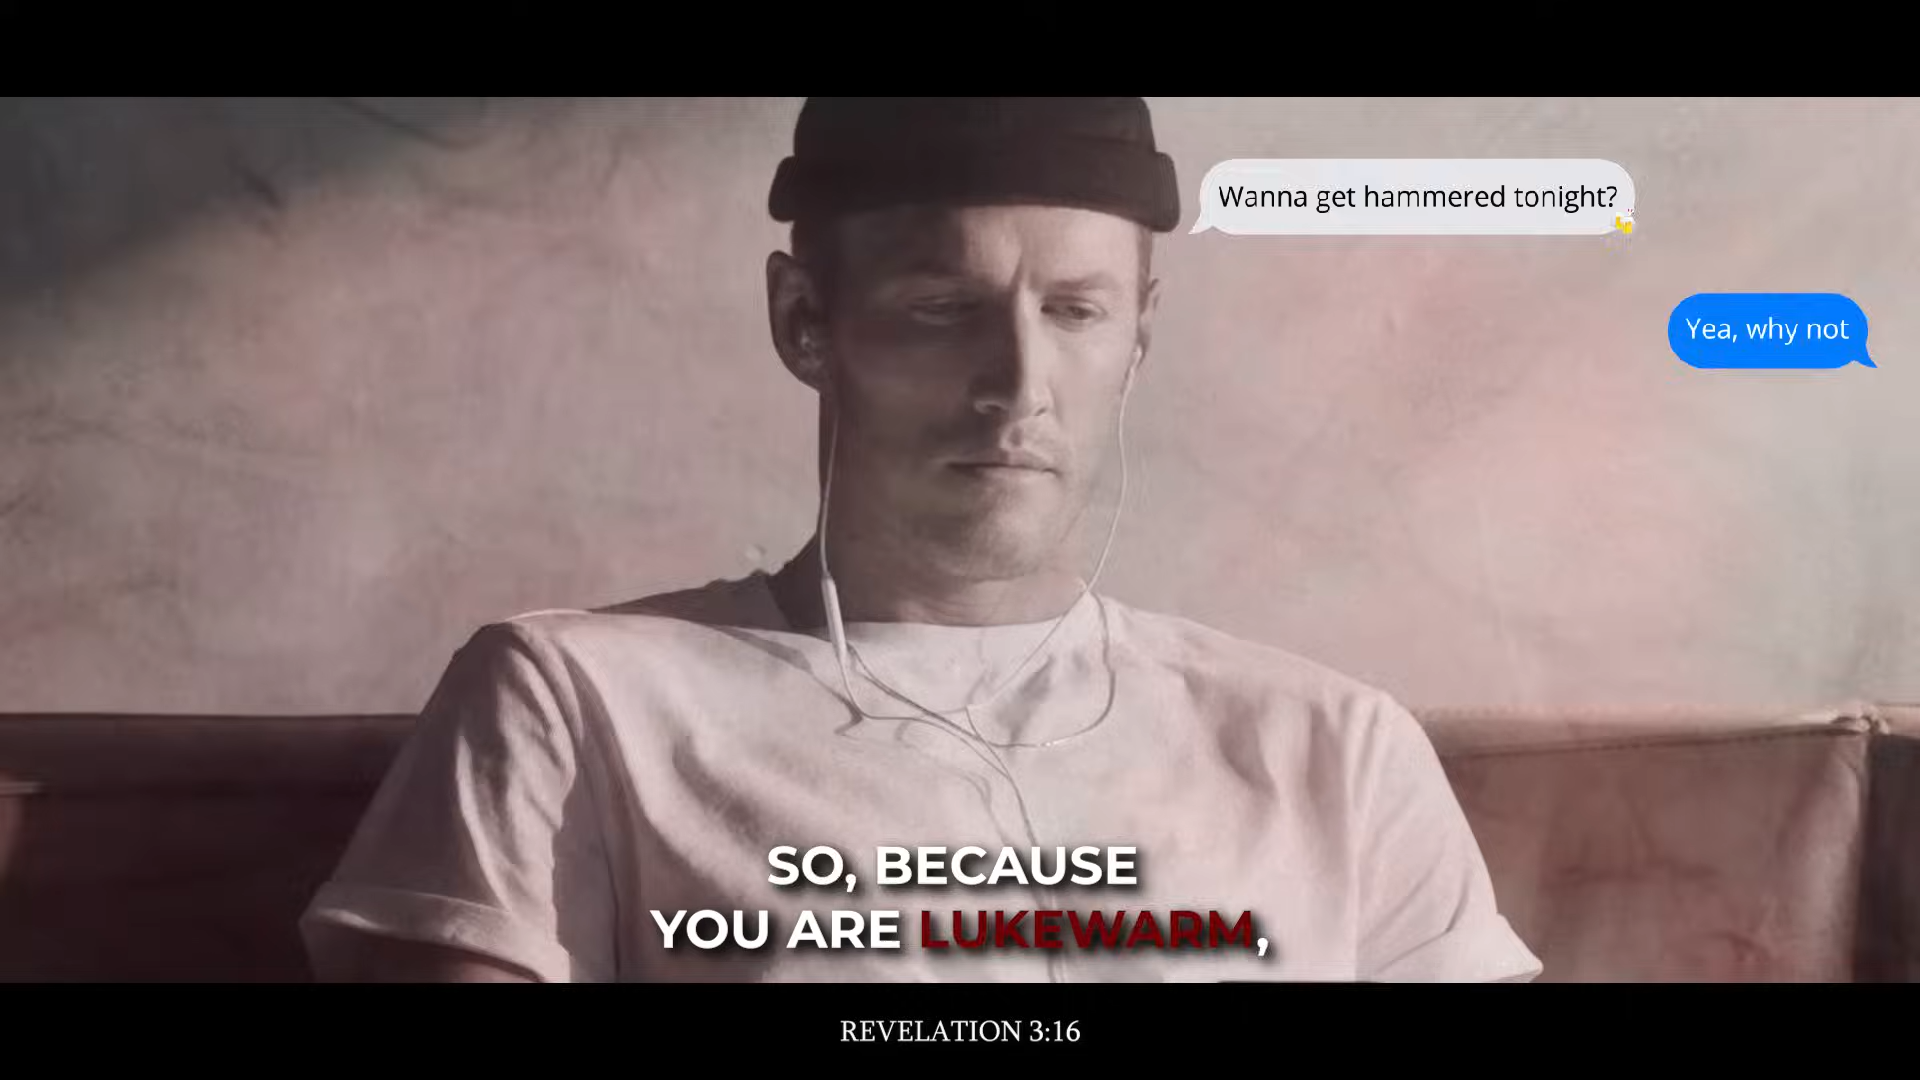 Wanna get hammered tonight?
Yea, why not
SO, BECAUSE
YOU ARE LUKEWARM,
REVELATION 3:16